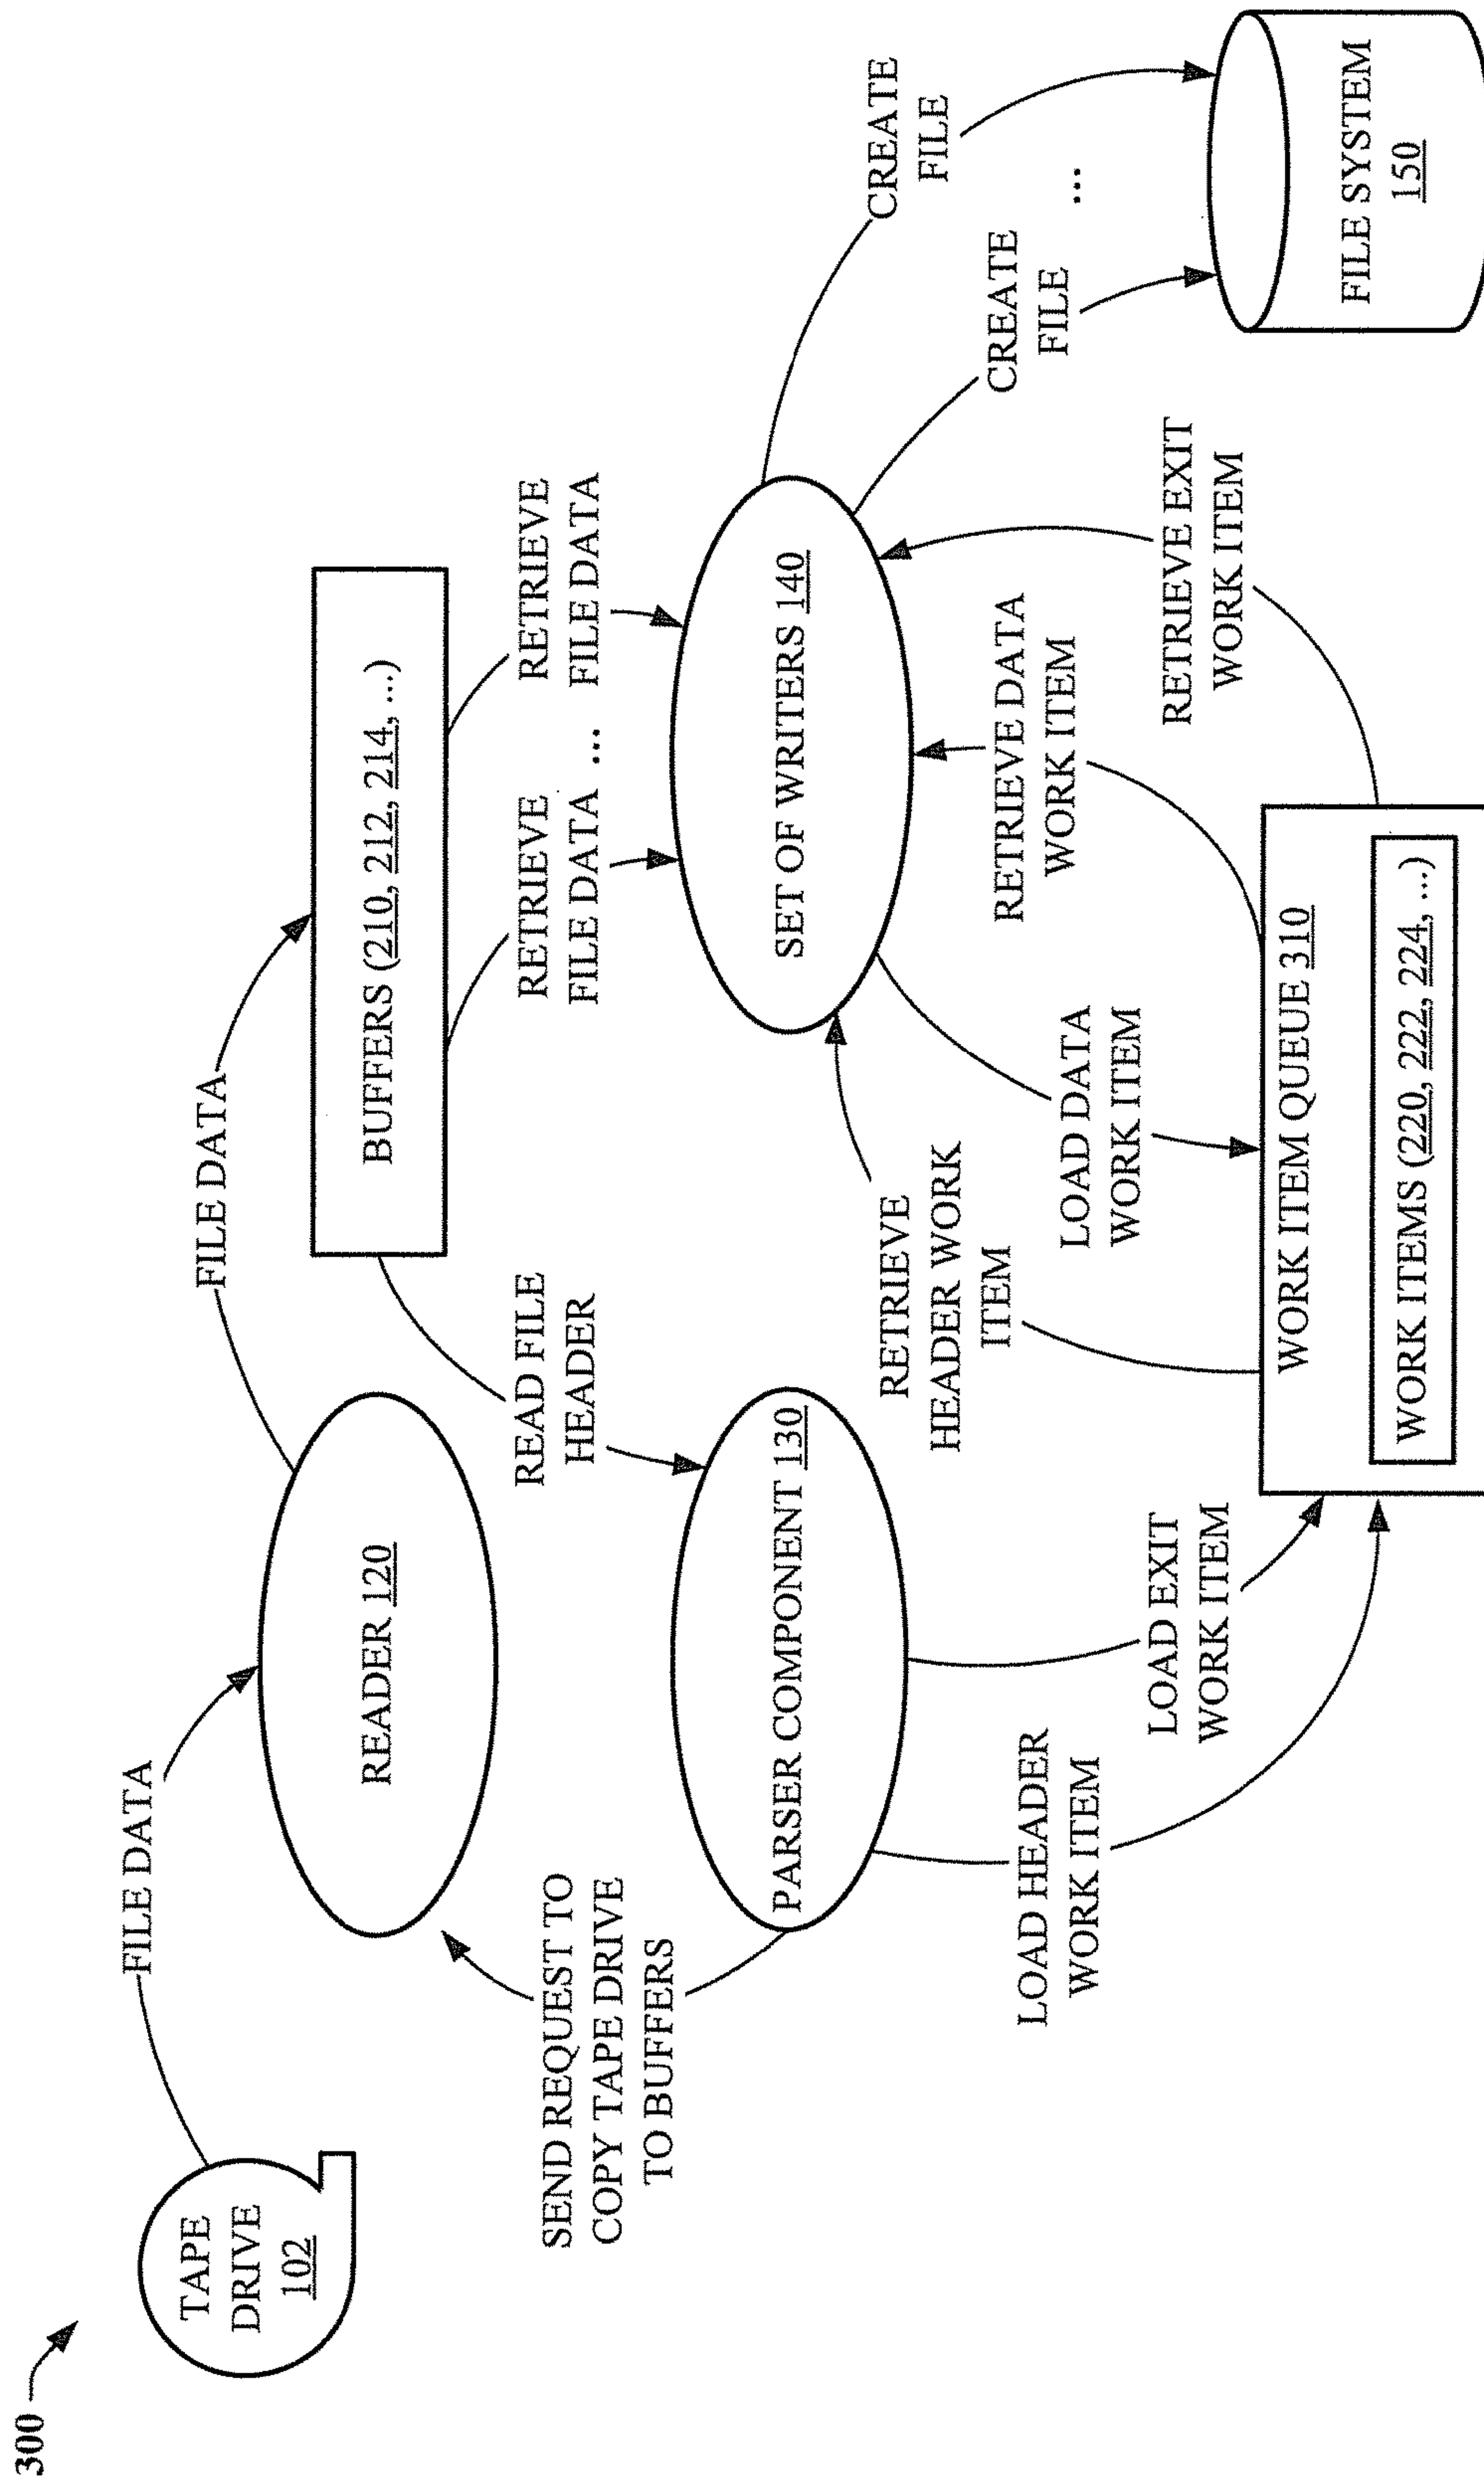 300
TAPE
DRIVE
102
FILE DATA
READER 120
FILE DATA
BUFFERS (210, 212, 214, ...)
SEND REQUEST TO
COPY TAPE DRIVE
TO BUFFERS
READ FILE
HEADER
RETRIEVE
FILE DATA
...
RETRIEVE
FILE DATA
PARSER COMPONENT 130
SET OF WRITERS 140
CREATE
FILE
CREATE
FILE
...
LOAD HEADER
WORK ITEM
LOAD EXIT
WORK ITEM
RETRIEVE
HEADER WORK
ITEM
LOAD DATA
WORK ITEM
RETRIEVE DATA
WORK ITEM
RETRIEVE EXIT
WORK ITEM
WORK ITEM QUEUE 310
WORK ITEMS (220, 222, 224, ...)
FILE SYSTEM
150